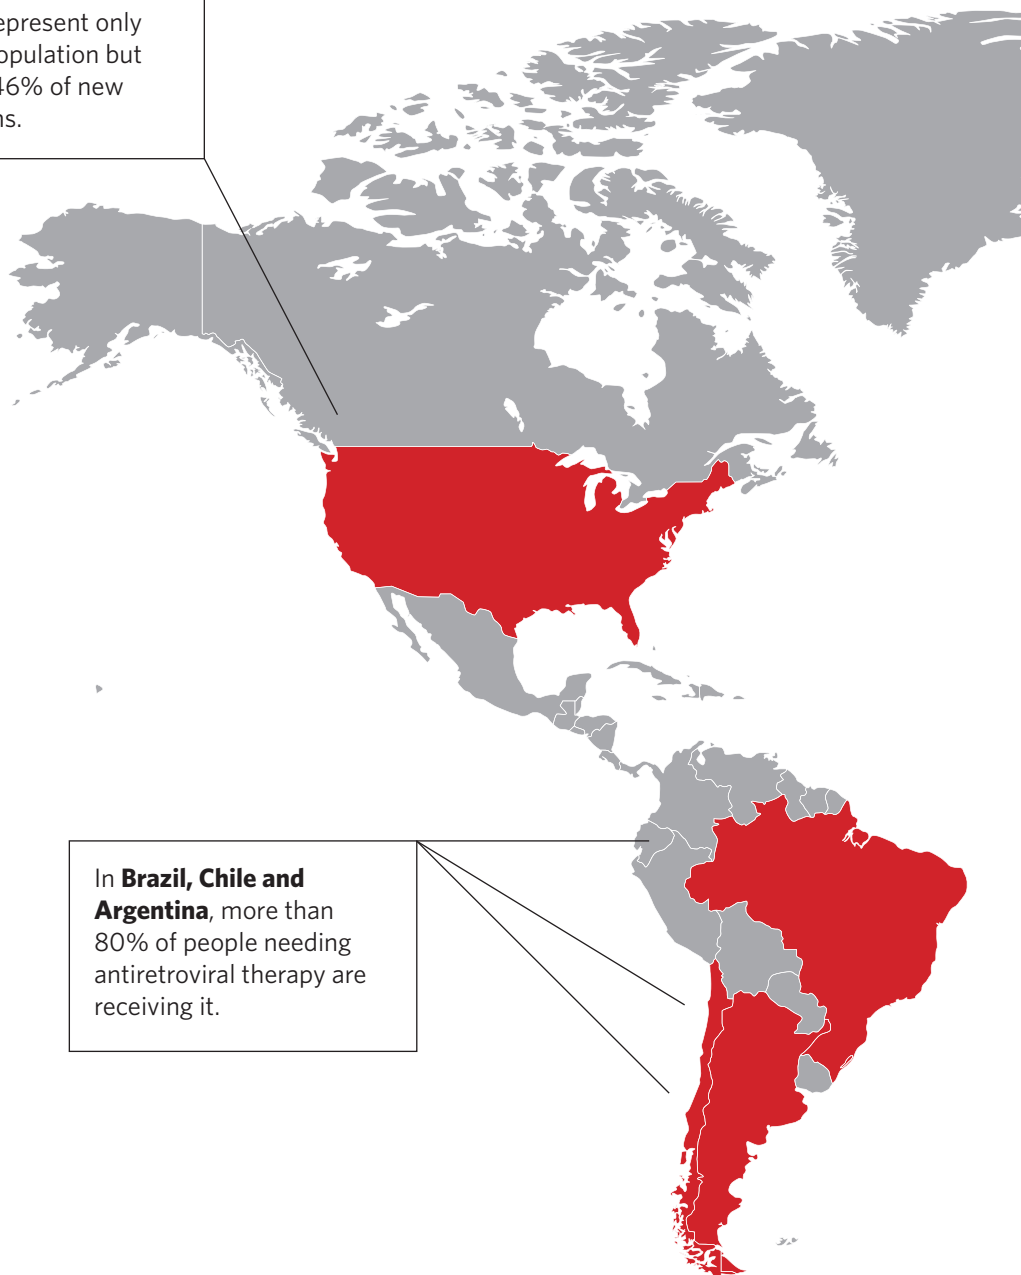 epresent only
opulation but
46% of new
ns.
In Brazil, Chile and
Argentina, more than
80% of people needing
antiretroviral therapy are
receiving it.